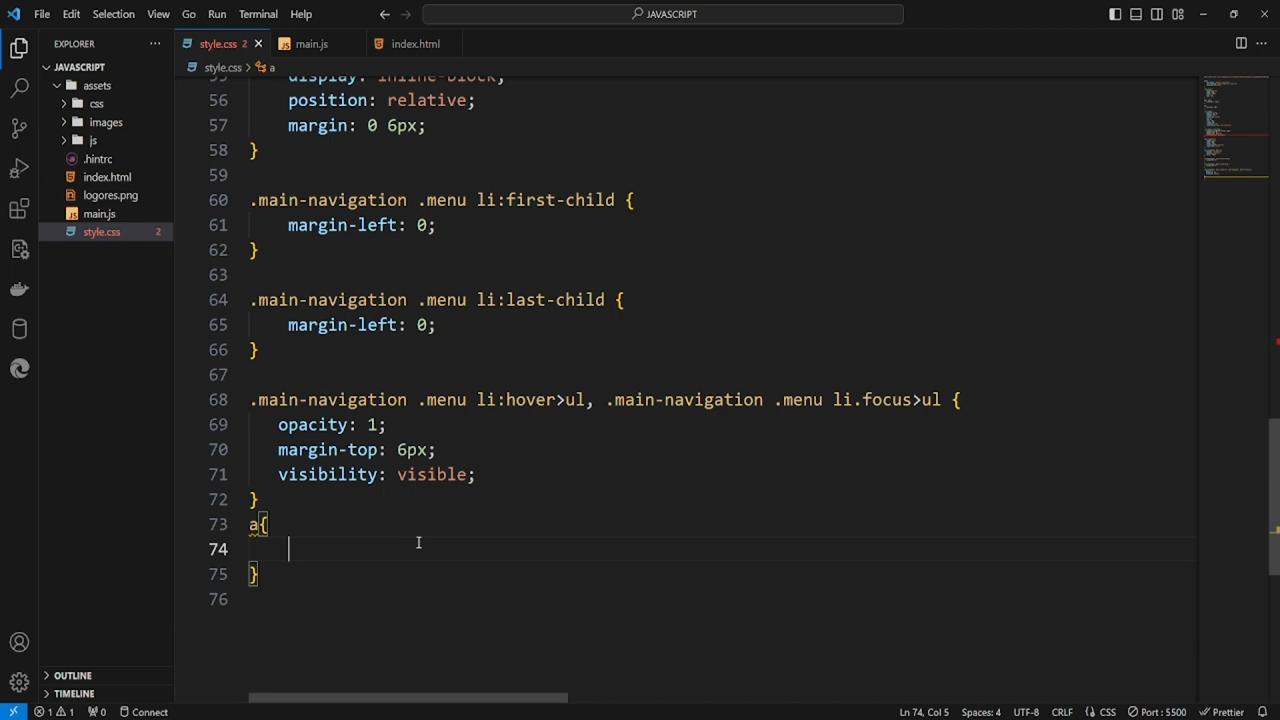 File Edit Selection View Go Run Terminal Help
JAVASCRIPT
EXPLORER
style.css 2
main.js
index.html
JAVASCRIPT
style.css > a
assets
css
images
js
.hintrc
index.html
logores.png
main.js
style.css 2
display: inline-block;
56 position: relative;
57 margin: 0 6px;
58 }
59
60 .main-navigation .menu li:first-child {
61 margin-left: 0;
62 }
63
64 .main-navigation .menu li:last-child {
65 margin-left: 0;
66 }
67
68 .main-navigation .menu li:hover>ul, .main-navigation .menu li.focus>ul {
69 opacity: 1;
70 margin-top: 6px;
71 visibility: visible;
72 }
73 a{
74
75 }
76
OUTLINE
TIMELINE
1 1 0 Connect Ln 74, Col 5 Spaces: 4 UTF-8 CRLF {} CSS Port : 5500 Prettier